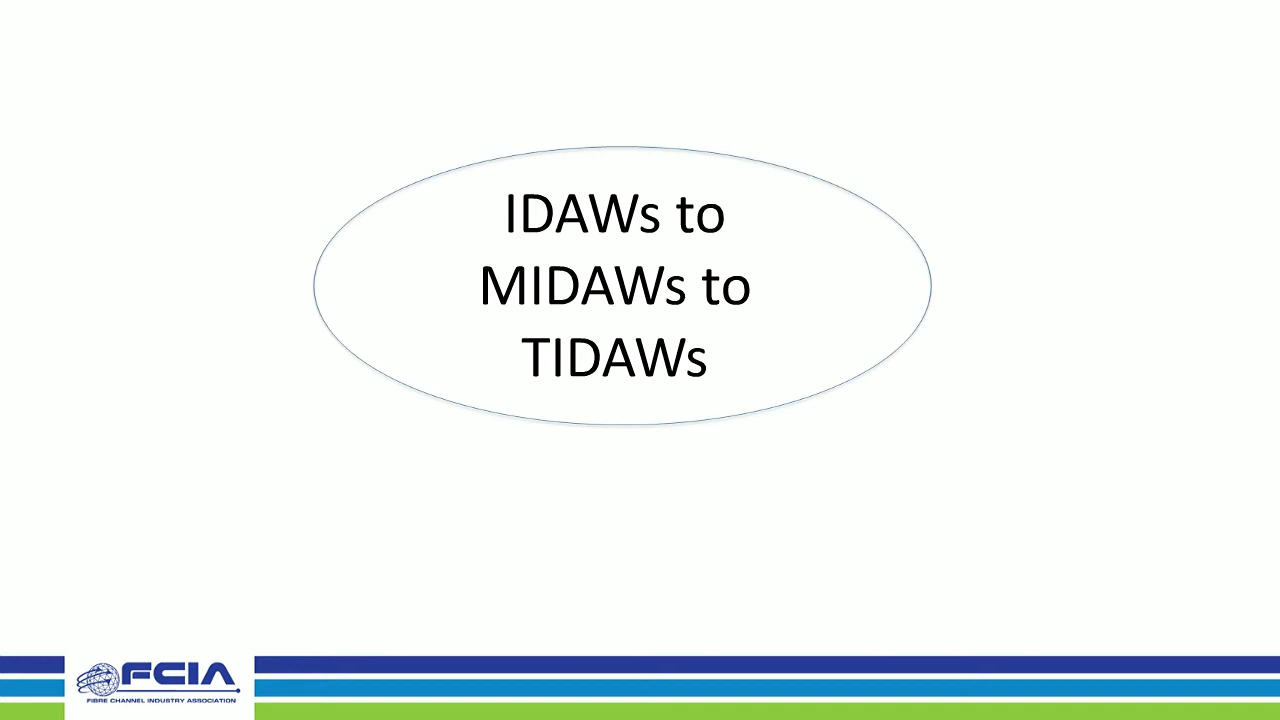 IDAWs to
MIDAWs to
TIDAWs
FCIA
FIBRE CHANNEL INDUSTRY ASSOCIATION